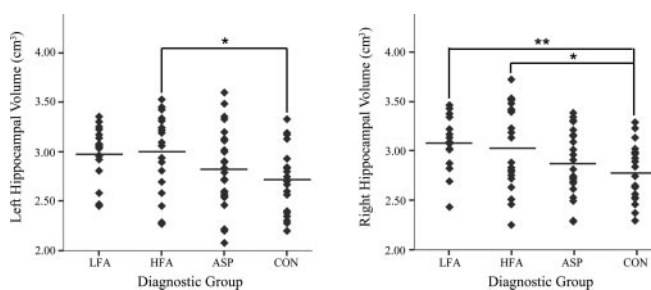 Left Hippocampal Volume (cm³)
4.00
3.50
3.00
2.50
2.00
*
LFA HFA ASP CON
Diagnostic Group
Right Hippocampal Volume (cm³)
4.00
3.50
3.00
2.50
2.00
**
*
LFA HFA ASP CON
Diagnostic Group